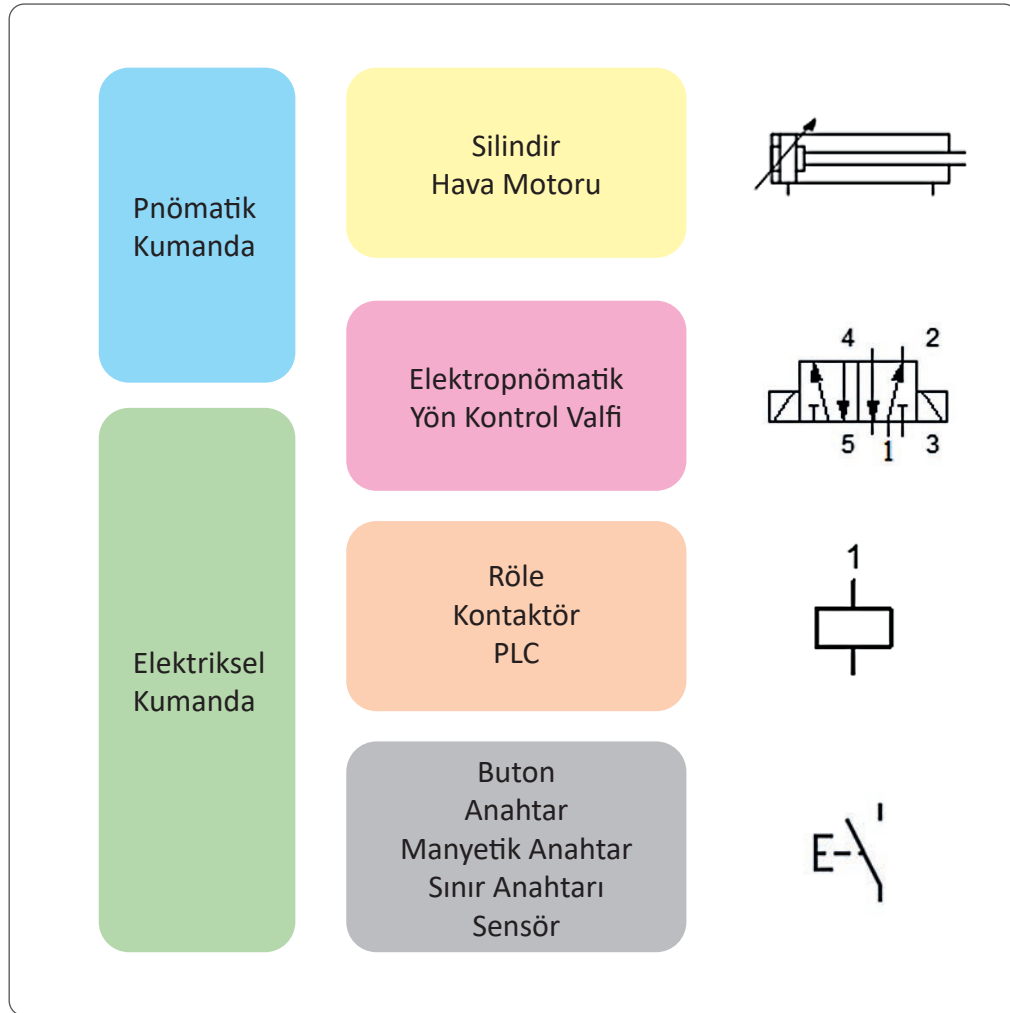 Pnömatik
Kumanda
Silindir
Hava Motoru
Elektropnömatik
Yön Kontrol Valfi
4 2
5 1 3
Elektriksel
Kumanda
Röle
Kontaktör
PLC
1
Buton
Anahtar
Manyetik Anahtar
Sınır Anahtarı
Sensör